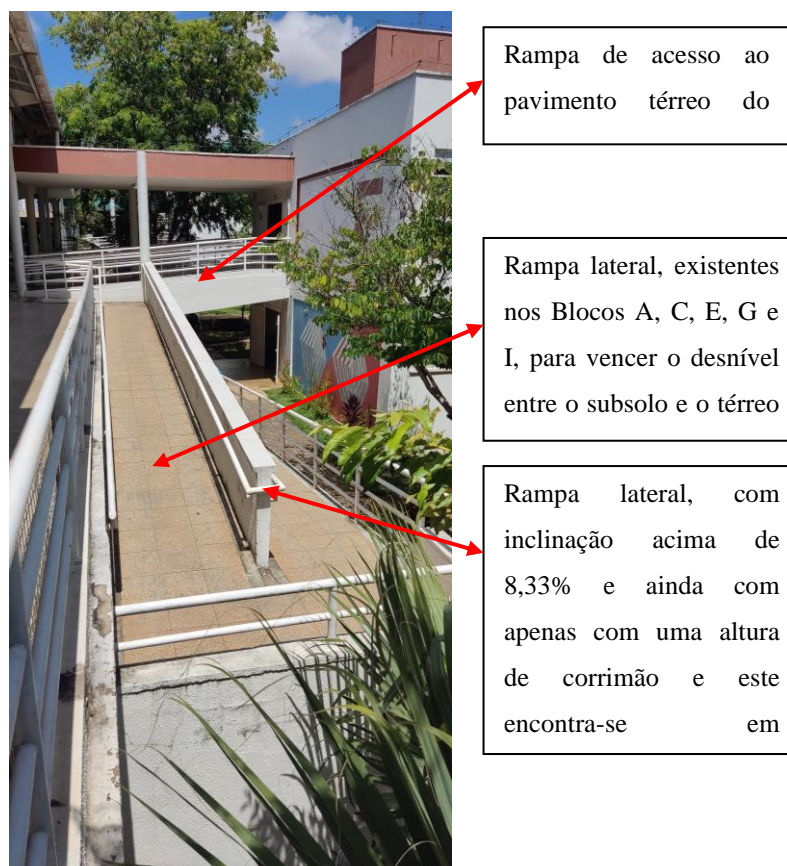 Rampa de acesso ao
pavimento térreo do
Rampa lateral, existentes
nos Blocos A, C, E, G e
I, para vencer o desnível
entre o subsolo e o térreo
Rampa lateral, com
inclinação acima de
8,33% e ainda com
apenas com uma altura
de corrimão e este
encontra-se em